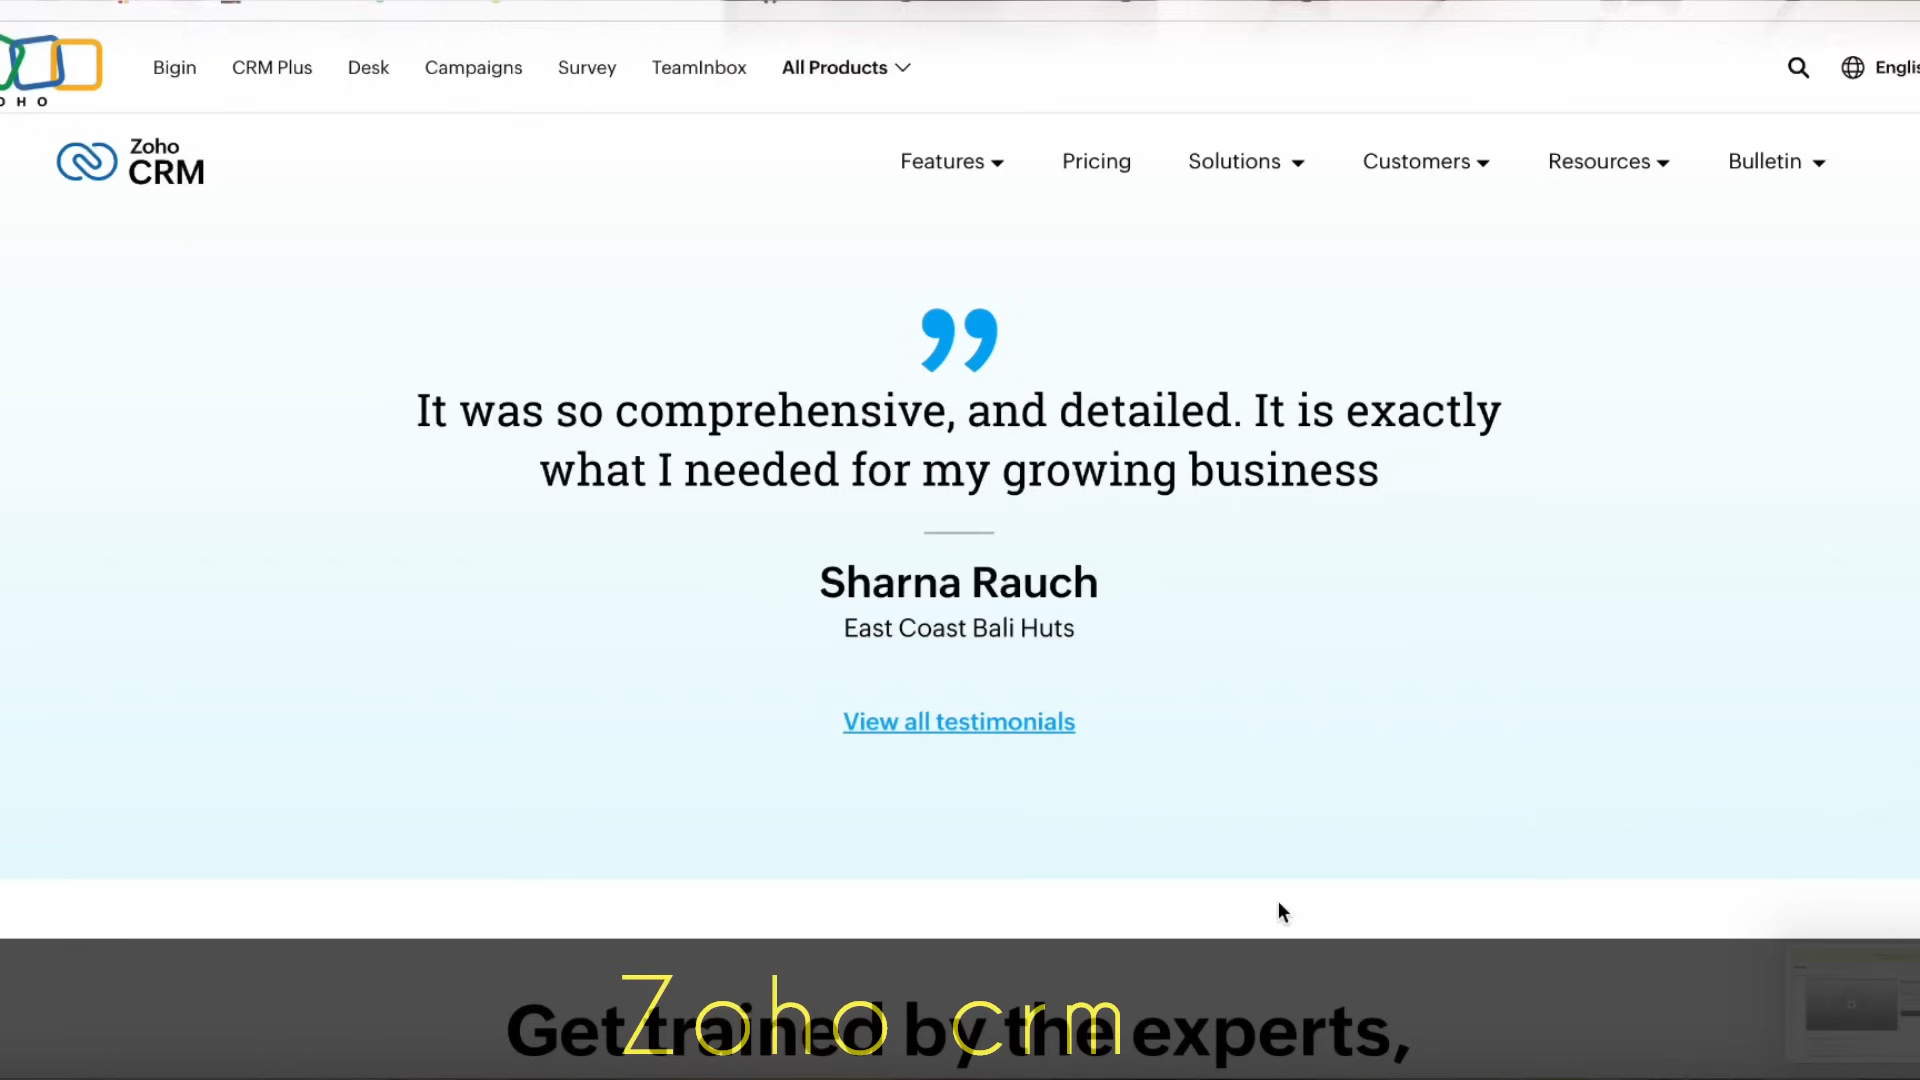 Bigin CRM Plus Desk Campaigns Survey TeamInbox All Products
Englis
OHO
Zoho
CRM
Features Pricing Solutions Customers Resources Bulletin
”
It was so comprehensive, and detailed. It is exactly
what I needed for my growing business
Sharna Rauch
East Coast Bali Huts
View all testimonials
Get trained by the experts,
Zoho crm